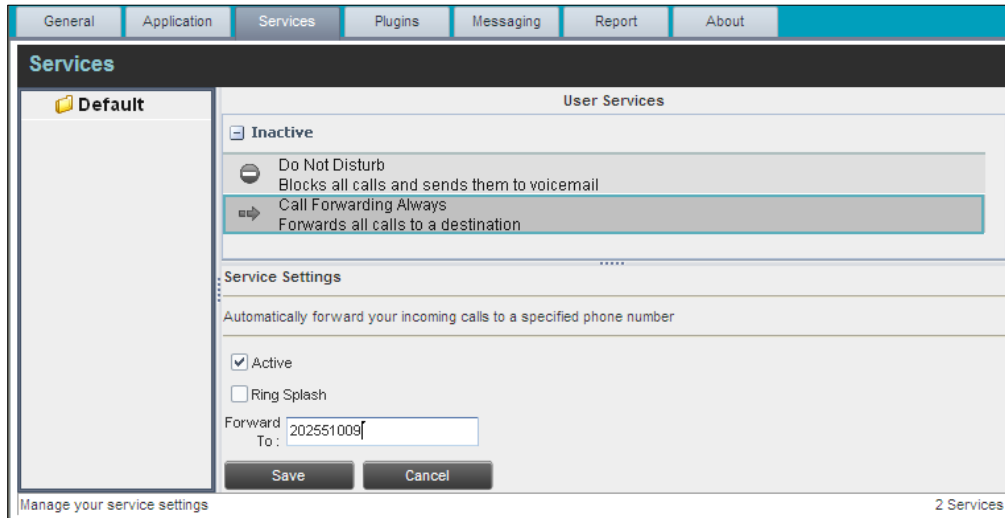 General Application Services Plugins Messaging Report About
Services
Default
User Services
Inactive
Do Not Disturb
Blocks all calls and sends them to voicemail
Call Forwarding Always
Forwards all calls to a destination
Service Settings
Automatically forward your incoming calls to a specified phone number
Active
Ring Splash
Forward
To : 202551009
Save Cancel
Manage your service settings 2 Services